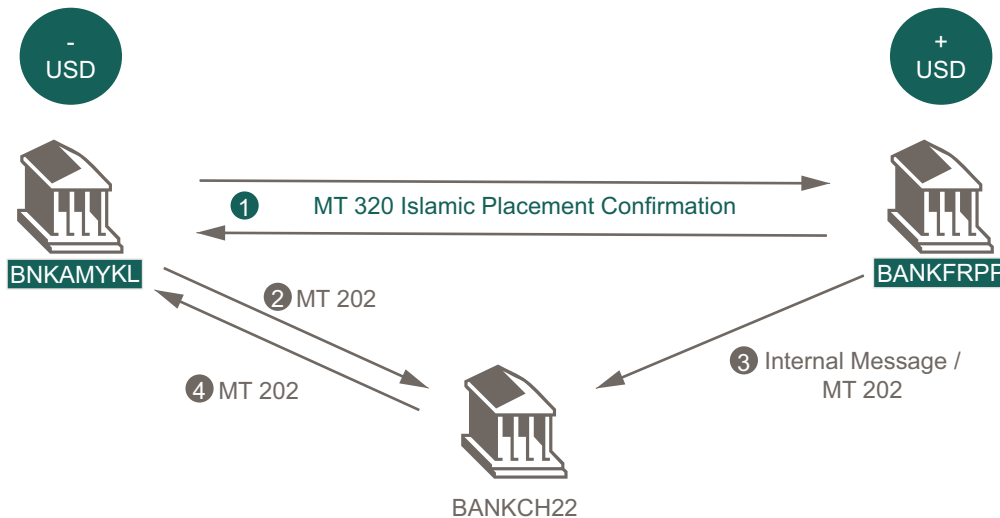 -
USD
+
USD
1 MT 320 Islamic Placement Confirmation
BNKAMYKL
BANKFRPP
2 MT 202
3 Internal Message /
MT 202
4 MT 202
BANKCH22